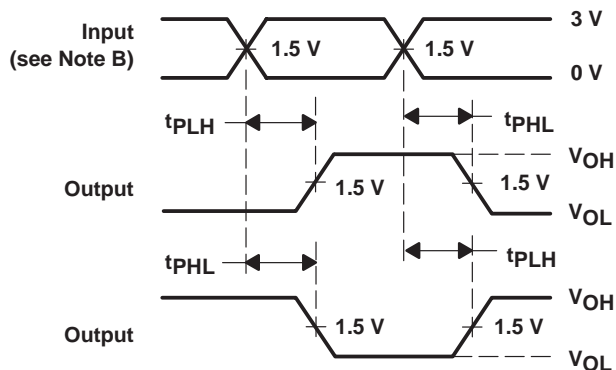 3 V
Input
(see Note B)
1.5 V
1.5 V
0 V
tPLH
tPHL
VOH
Output
1.5 V
1.5 V
VOL
tPHL
tPLH
VOH
Output
1.5 V
1.5 V
VOL